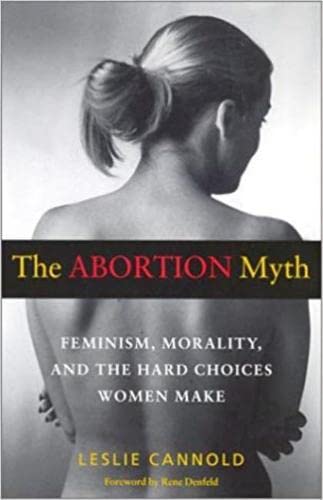 The ABORTION Myth
FEMINISM, MORALITY,
AND THE HARD CHOICES
WOMEN MAKE
LESLIE CANNOLD
Foreword by Rene Denfeld